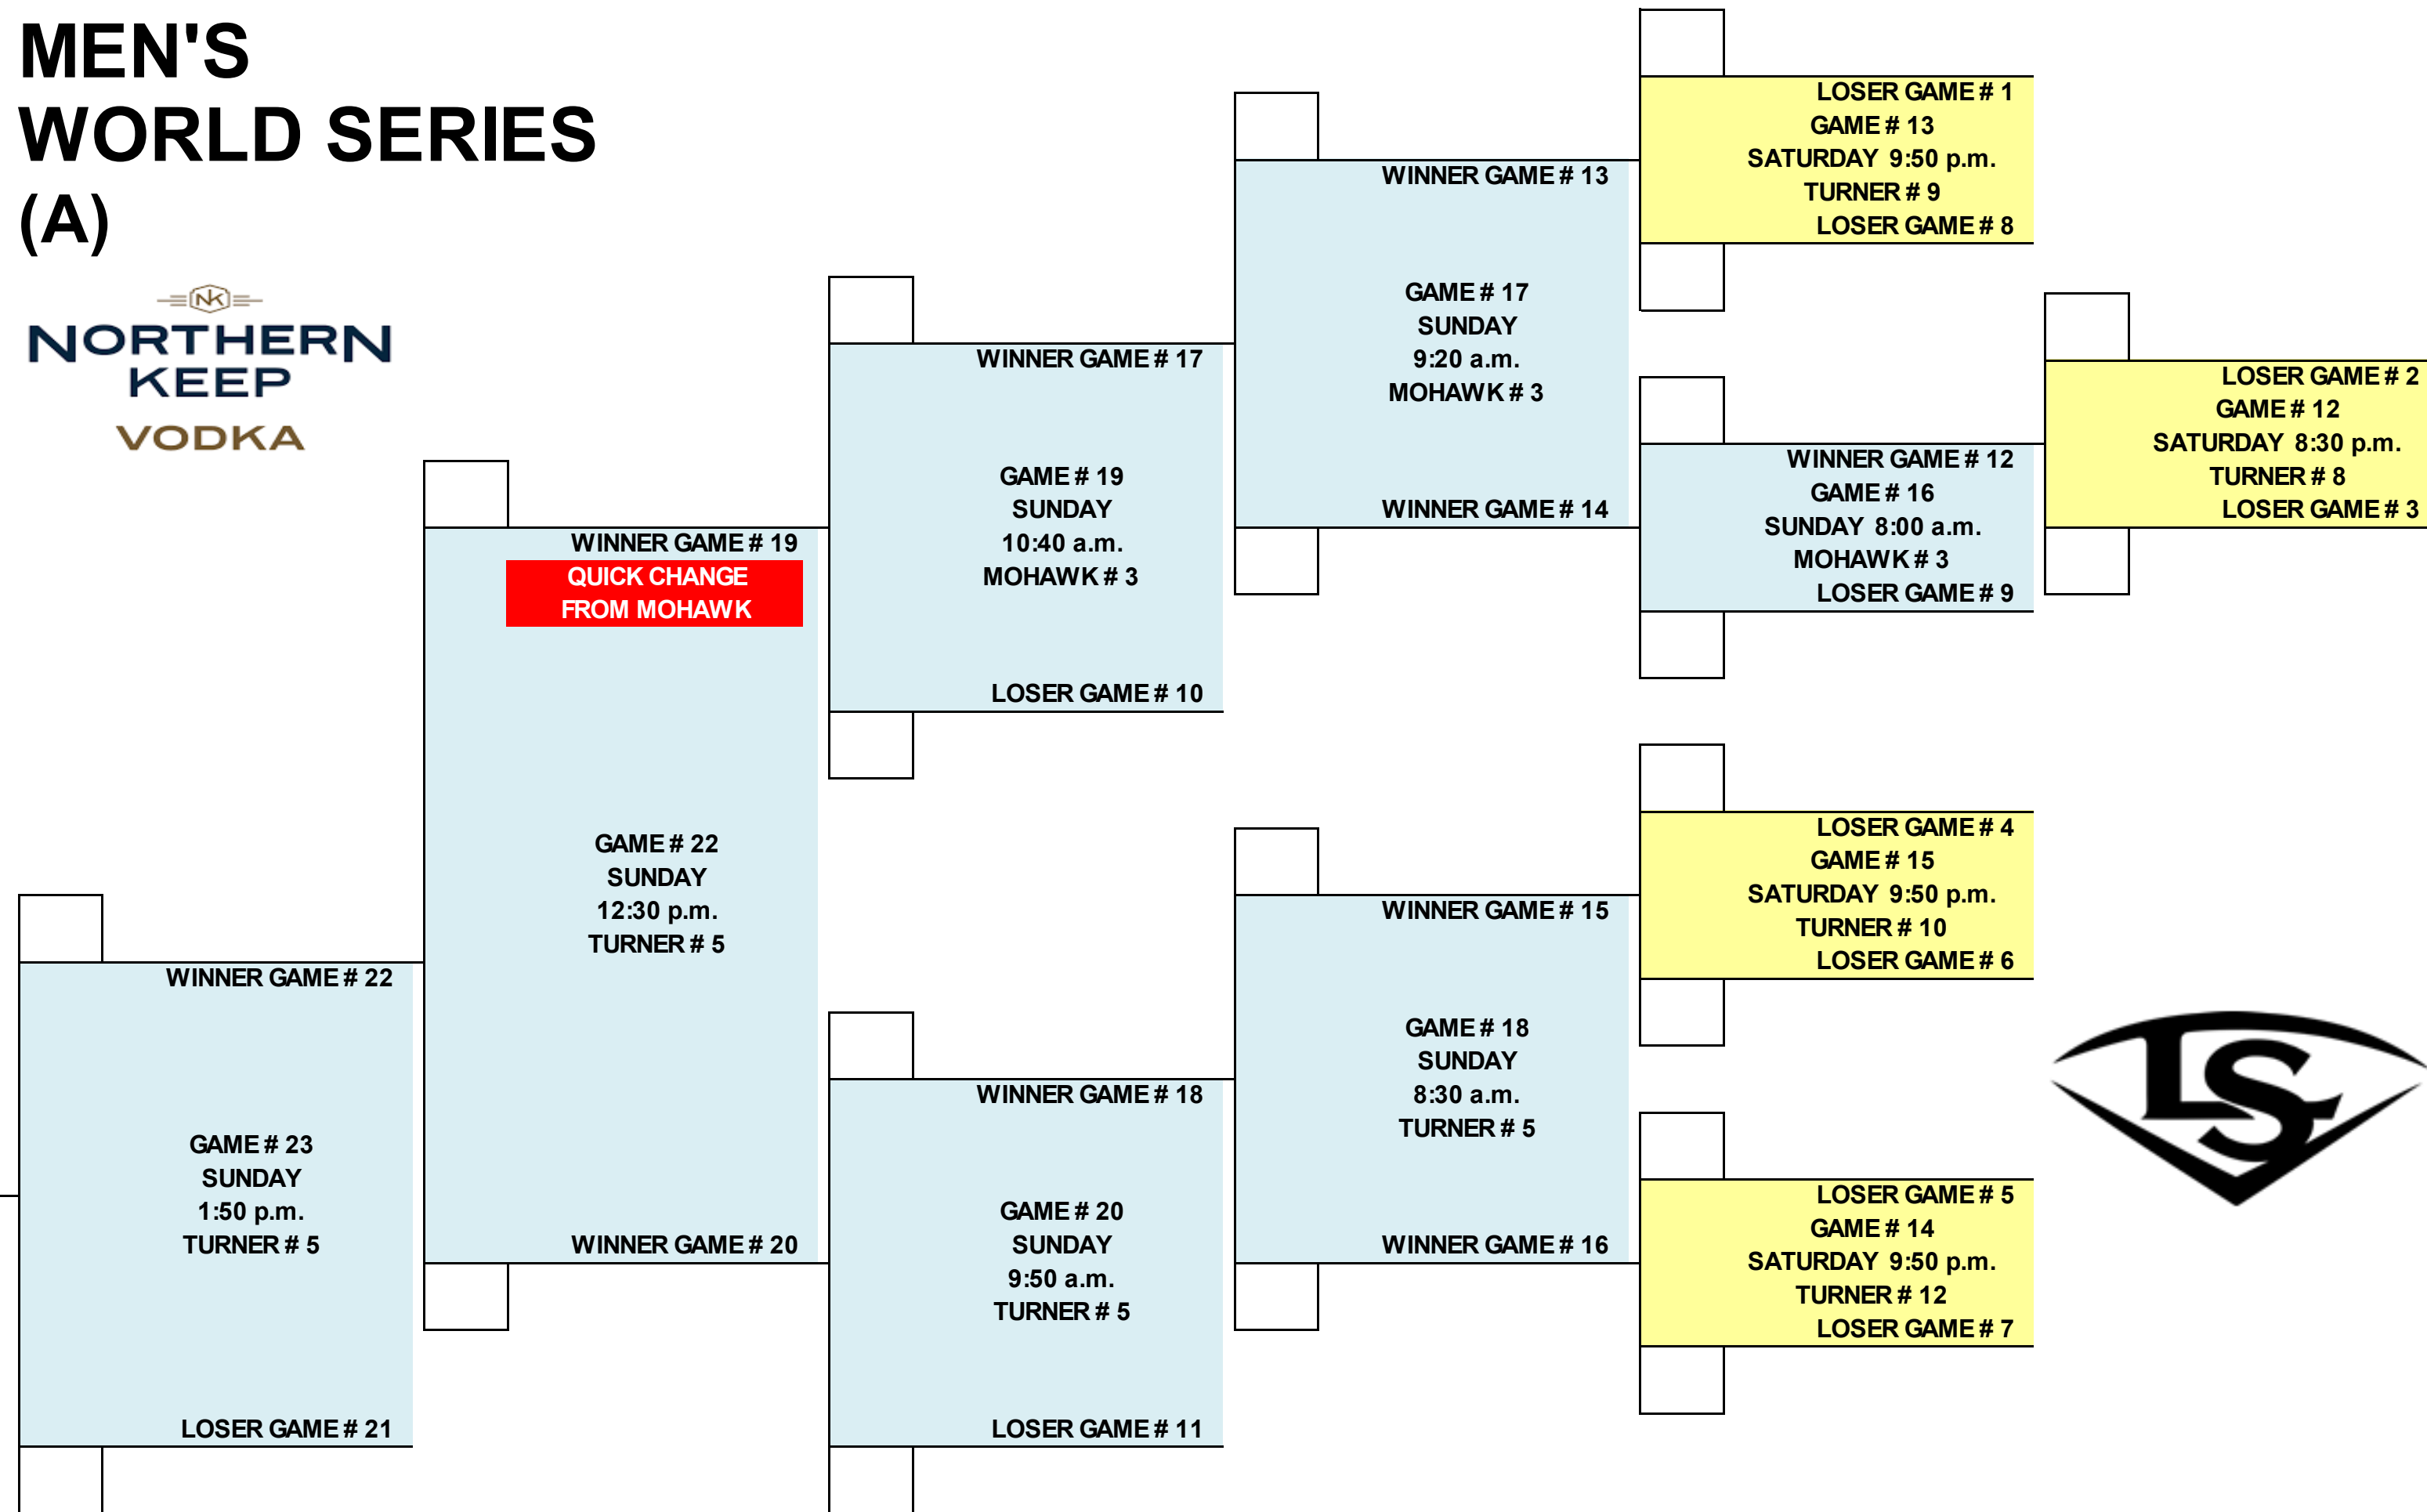 MEN'S
WORLD SERIES
(A)
NK
NORTHERN
KEEP
VODKA
WINNER GAME # 22
GAME # 23
SUNDAY
1:50 p.m.
TURNER # 5
LOSER GAME # 21
WINNER GAME # 19
QUICK CHANGE
FROM MOHAWK
GAME # 22
SUNDAY
12:30 p.m.
TURNER # 5
WINNER GAME # 20
WINNER GAME # 17
GAME # 19
SUNDAY
10:40 a.m.
MOHAWK # 3
LOSER GAME # 10
WINNER GAME # 18
GAME # 20
SUNDAY
9:50 a.m.
TURNER # 5
LOSER GAME # 11
WINNER GAME # 13
GAME # 17
SUNDAY
9:20 a.m.
MOHAWK # 3
WINNER GAME # 14
WINNER GAME # 15
GAME # 18
SUNDAY
8:30 a.m.
TURNER # 5
WINNER GAME # 16
LOSER GAME # 1
GAME # 13
SATURDAY 9:50 p.m.
TURNER # 9
LOSER GAME # 8
WINNER GAME # 12
GAME # 16
SUNDAY 8:00 a.m.
MOHAWK # 3
LOSER GAME # 9
LOSER GAME # 4
GAME # 15
SATURDAY 9:50 p.m.
TURNER # 10
LOSER GAME # 6
LOSER GAME # 5
GAME # 14
SATURDAY 9:50 p.m.
TURNER # 12
LOSER GAME # 7
LOSER GAME # 2
GAME # 12
SATURDAY 8:30 p.m.
TURNER # 8
LOSER GAME # 3
LS